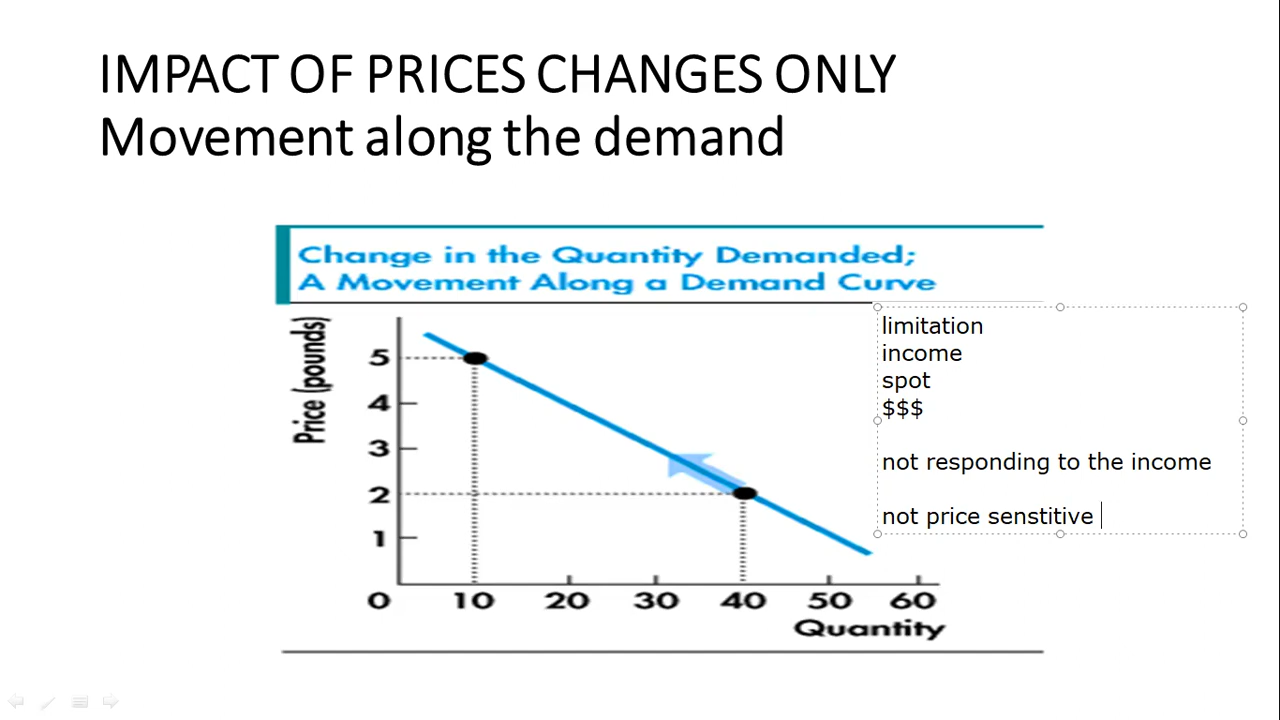 IMPACT OF PRICES CHANGES ONLY
Movement along the demand
Change in the Quantity Demanded;
A Movement Along a Demand Curve
Price (pounds)
5
4
3
2
1
0 10 20 30 40 50 60
Quantity
limitation
income
spot
$$$
not responding to the income
not price senstitive